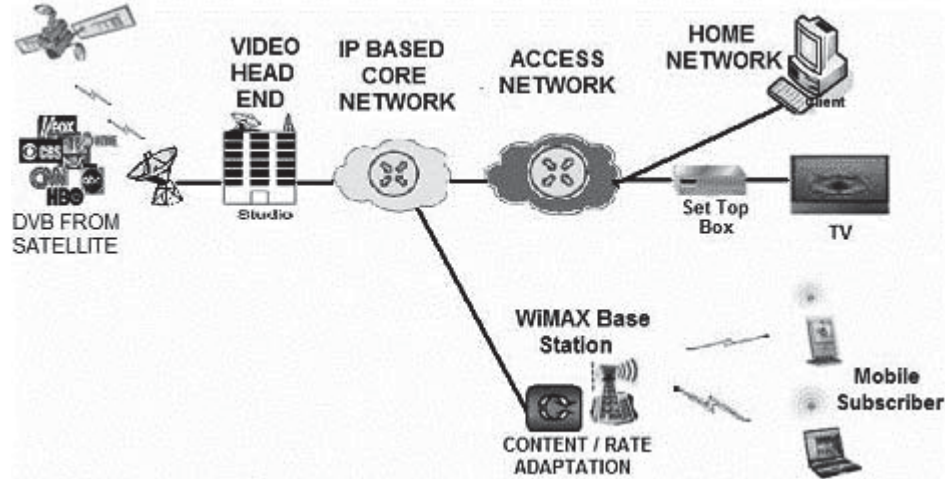 VIDEO
HEAD
END
IP BASED
CORE
NETWORK
ACCESS
NETWORK
HOME
NETWORK
Client
FOX
CBS
CNN
abc
HBO
DVB FROM
SATELLITE
Studio
Set Top
Box
TV
WiMAX Base
Station
Mobile
Subscriber
CONTENT / RATE
ADAPTATION